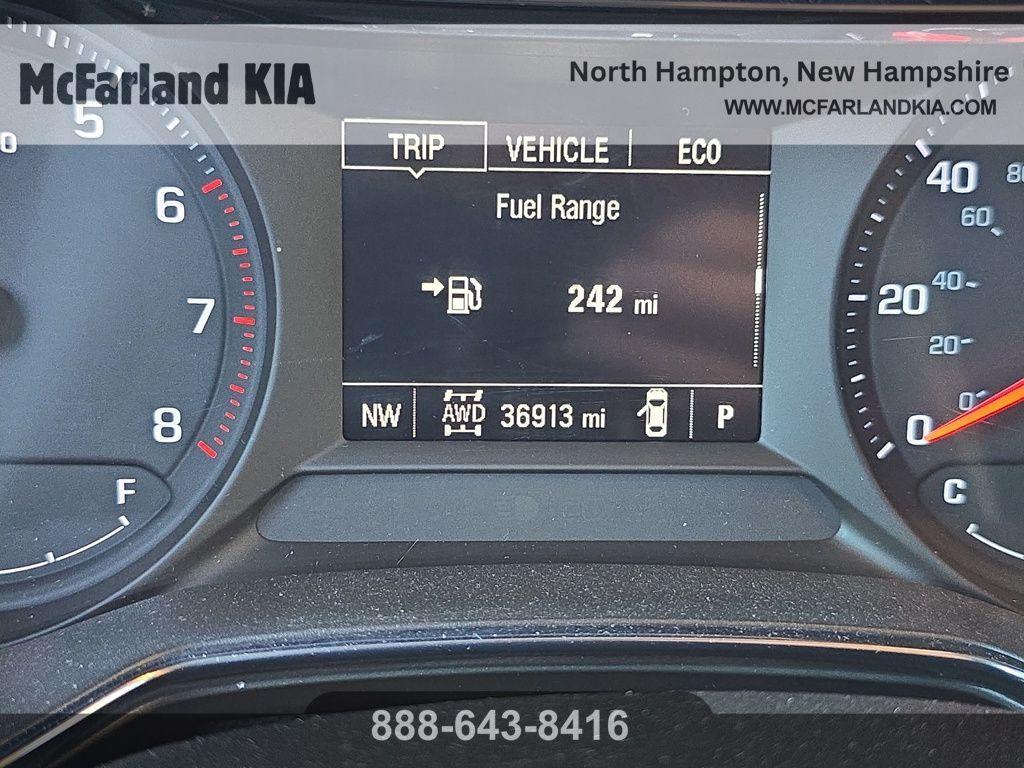 McFarland KIA
North Hampton, New Hampshire
WWW.MCFARLANDKIA.COM
5
6
7
8
F
TRIP VEHICLE ECO
Fuel Range
242 mi
NW AWD 36913 mi P
40
60
20
40
20
0
0
C
888-643-8416